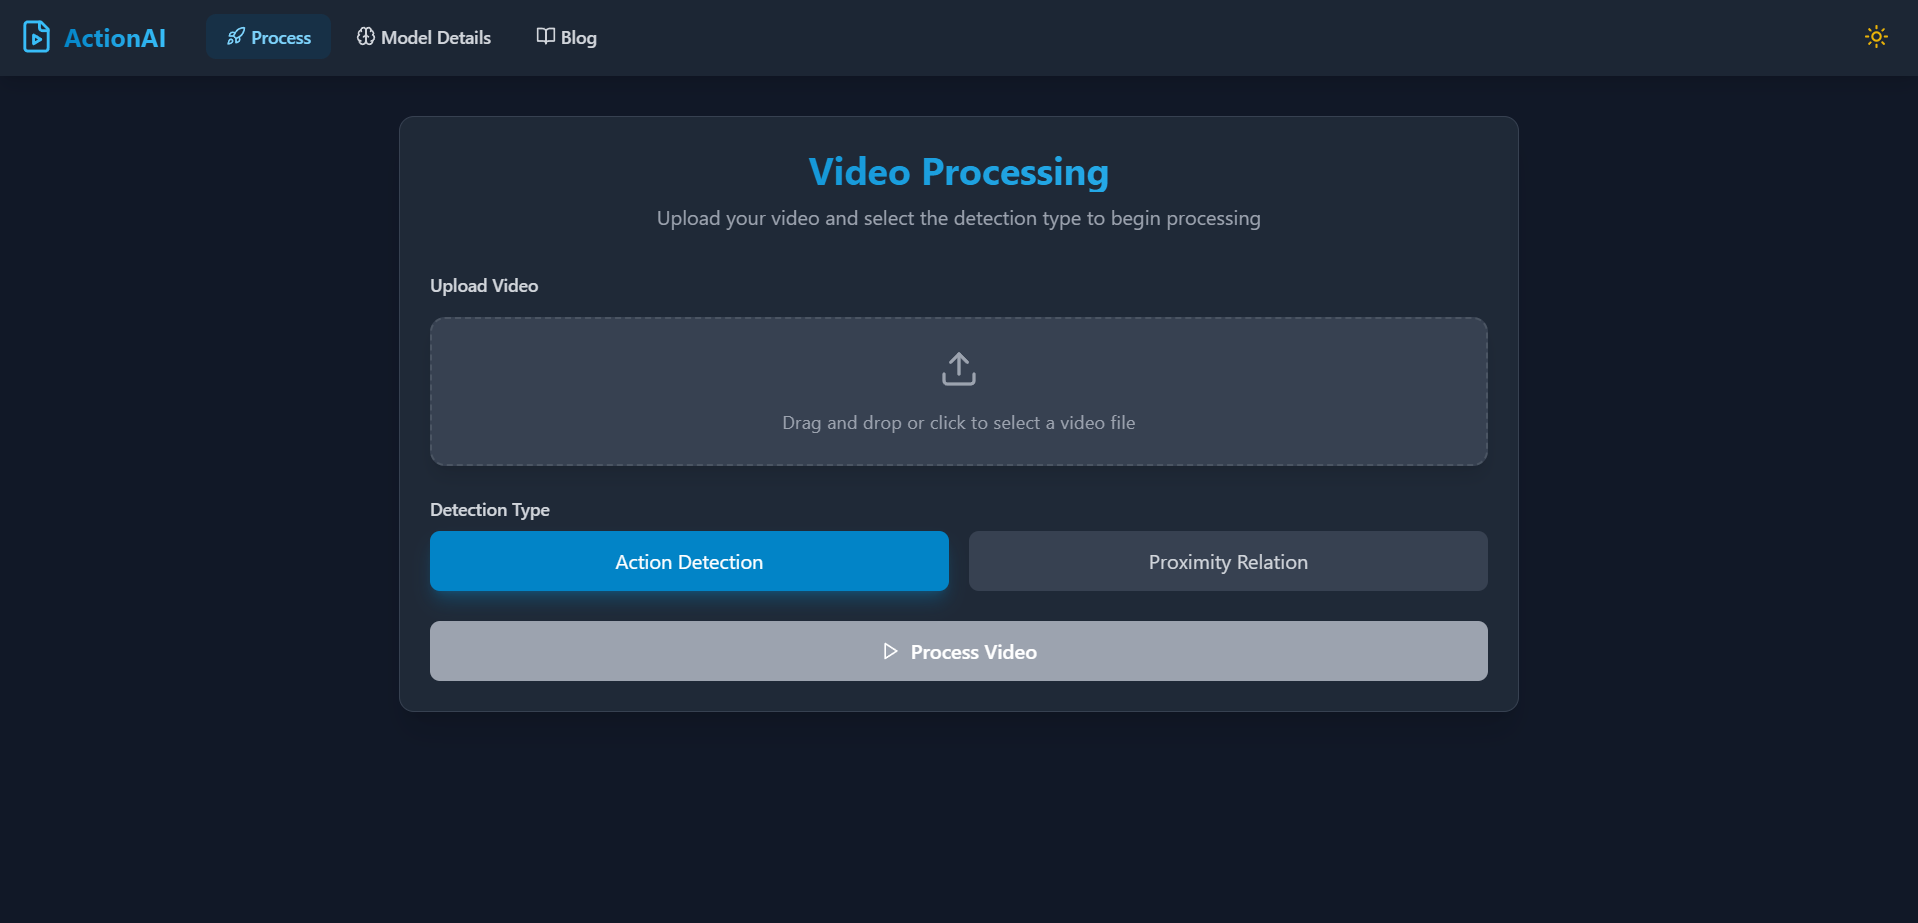 ActionAI
Process
Model Details
Blog
Video Processing
Upload your video and select the detection type to begin processing
Upload Video
Drag and drop or click to select a video file
Detection Type
Action Detection
Proximity Relation
Process Video